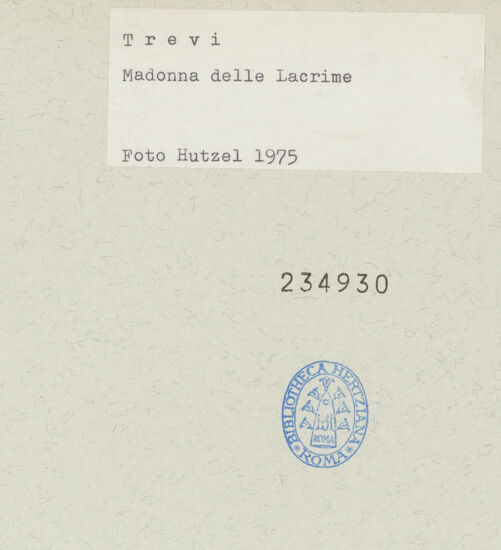 T r e v i
Madonna delle Lacrime
Foto Hutzel 1975
234930
BIBLIOTHECA HERTZIANA
ROMA
* ROMA *